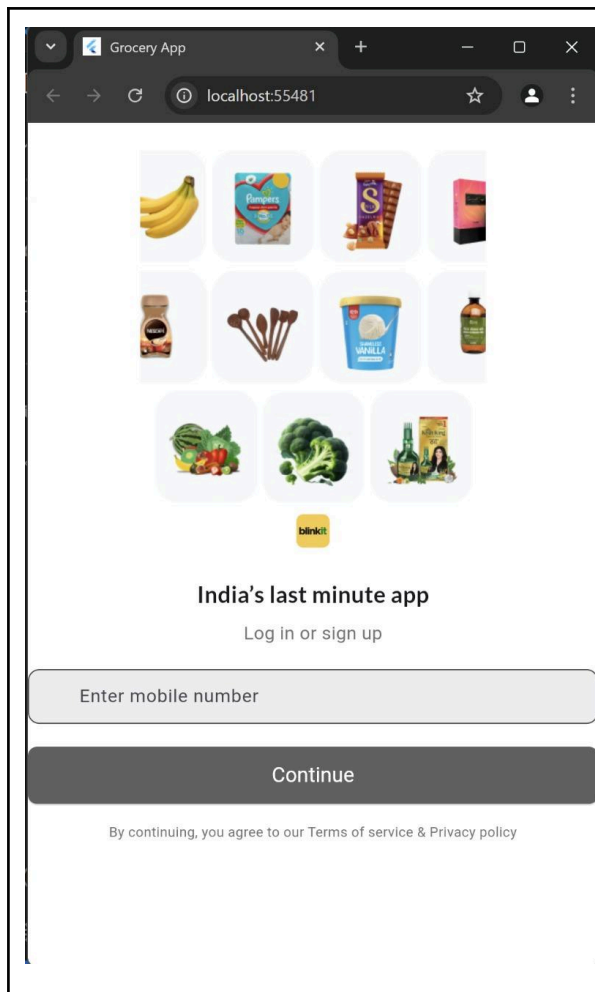 Grocery App
localhost:55481
Pampers
S
NESCAFÉ
VANILLA
blinkit
India’s last minute app
Log in or sign up
Enter mobile number
Continue
By continuing, you agree to our Terms of service & Privacy policy